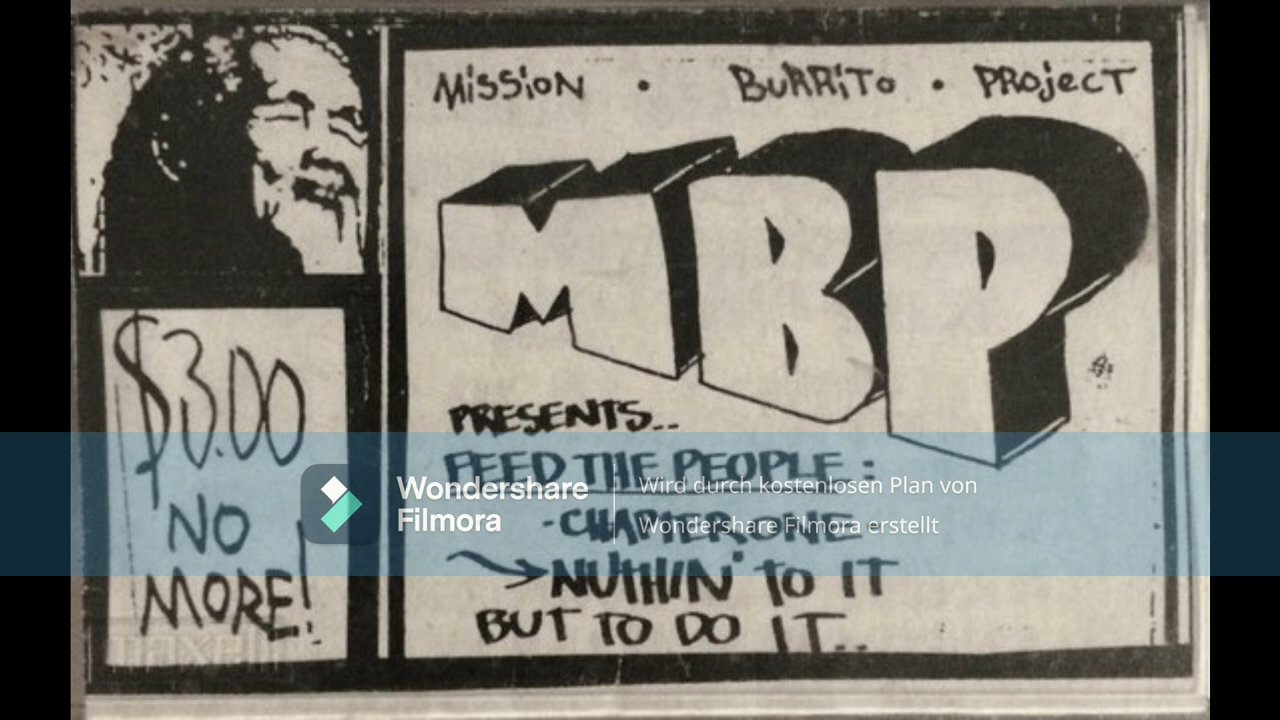 MiSSiON • BURRiTo • PROjecT
MBP
PRESENTS..
FEED THE PEOPLE :
-CHAPTER ONE
NUTHIN' To IT
BUT TO DO IT..
$3.00
NO
MORE!
Wondershare
Filmora
Wird durch kostenlosen Plan von
Wondershare Filmora erstellt